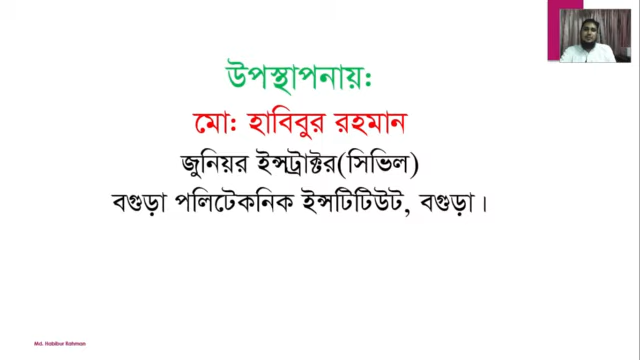 উপস্থাপনায়:
মো: হাবিবুর রহমান
জুনিয়র ইন্সট্রাক্টর(সিভিল)
বগুড়া পলিটেকনিক ইন্সটিটিউট, বগুড়া।
Md. Habibur Rahman